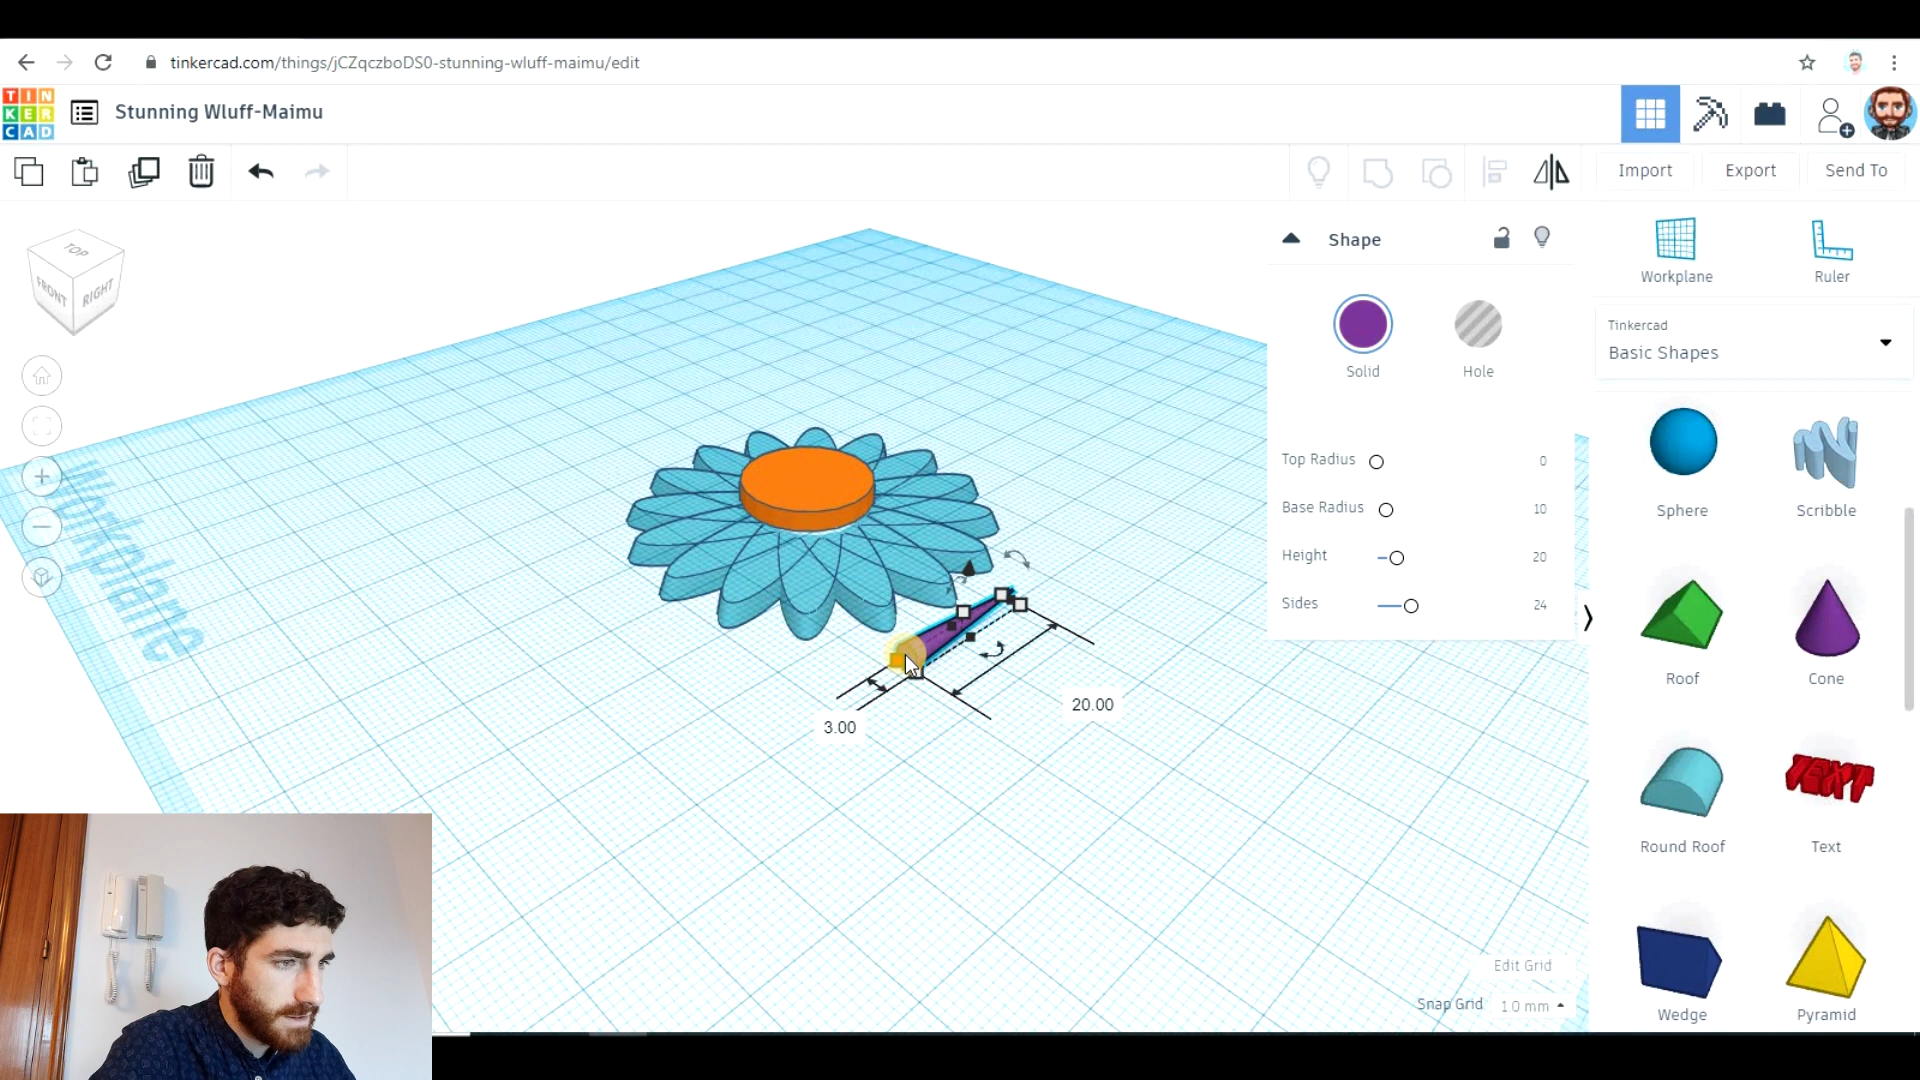 tinkercad.com/things/jCZqczboDS0-stunning-wluff-maimu/edit
TIN
KER
CAD
Stunning Wluff-Maimu
Import
Export
Send To
TOP
FRONT
RIGHT
Shape
Workplane
Ruler
Solid
Hole
Tinkercad
Basic Shapes
Top Radius
0
Base Radius
10
Height
20
Sides
24
Sphere
Scribble
Roof
Cone
Workplane
20.00
3.00
TEXT
Round Roof
Text
Edit Grid
Snap Grid
1.0 mm
Wedge
Pyramid